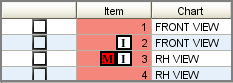 Item Chart
1 FRONT VIEW
I 2 FRONT VIEW
M I 3 RH VIEW
4 RH VIEW